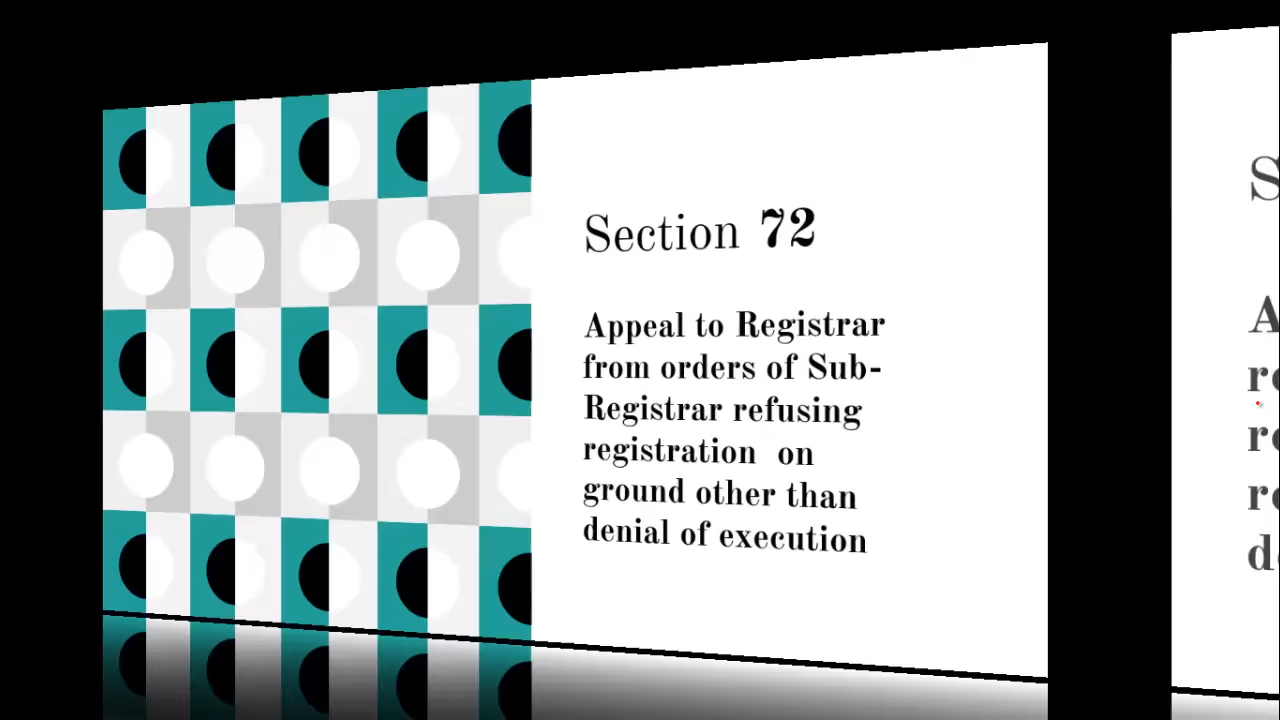 Section 72
Appeal to Registrar
from orders of Sub-
Registrar refusing
registration on
ground other than
denial of execution